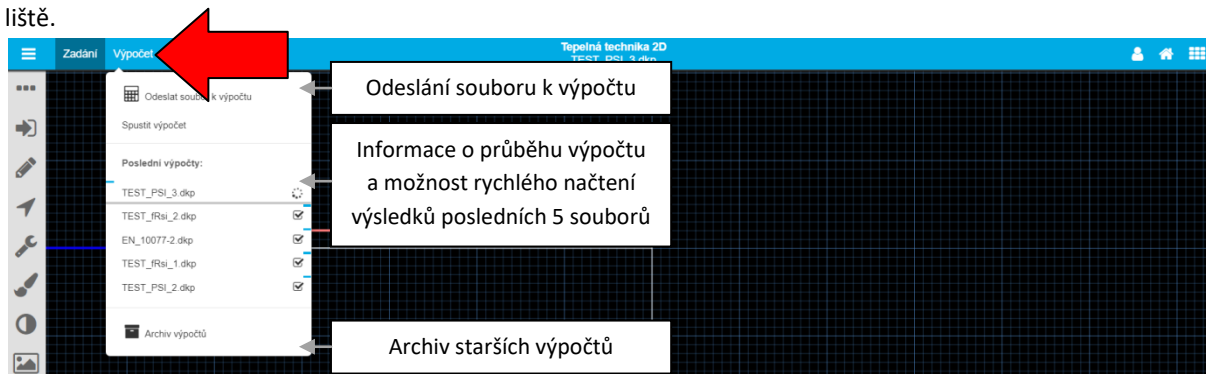 liště.
Zadání Výpočet
Tepelná technika 2D
TEST_PSI_3.dkp
Odeslat soubor k výpočtu
Odeslání souboru k výpočtu
Spustit výpočet
Poslední výpočty:
Informace o průběhu výpočtu
a možnost rychlého načtení
výsledků posledních 5 souborů
TEST_PSI_3.dkp
TEST_fRsi_2.dkp
EN_10077-2.dkp
TEST_fRsi_1.dkp
TEST_PSI_2.dkp
Archiv výpočtů
Archiv starších výpočtů